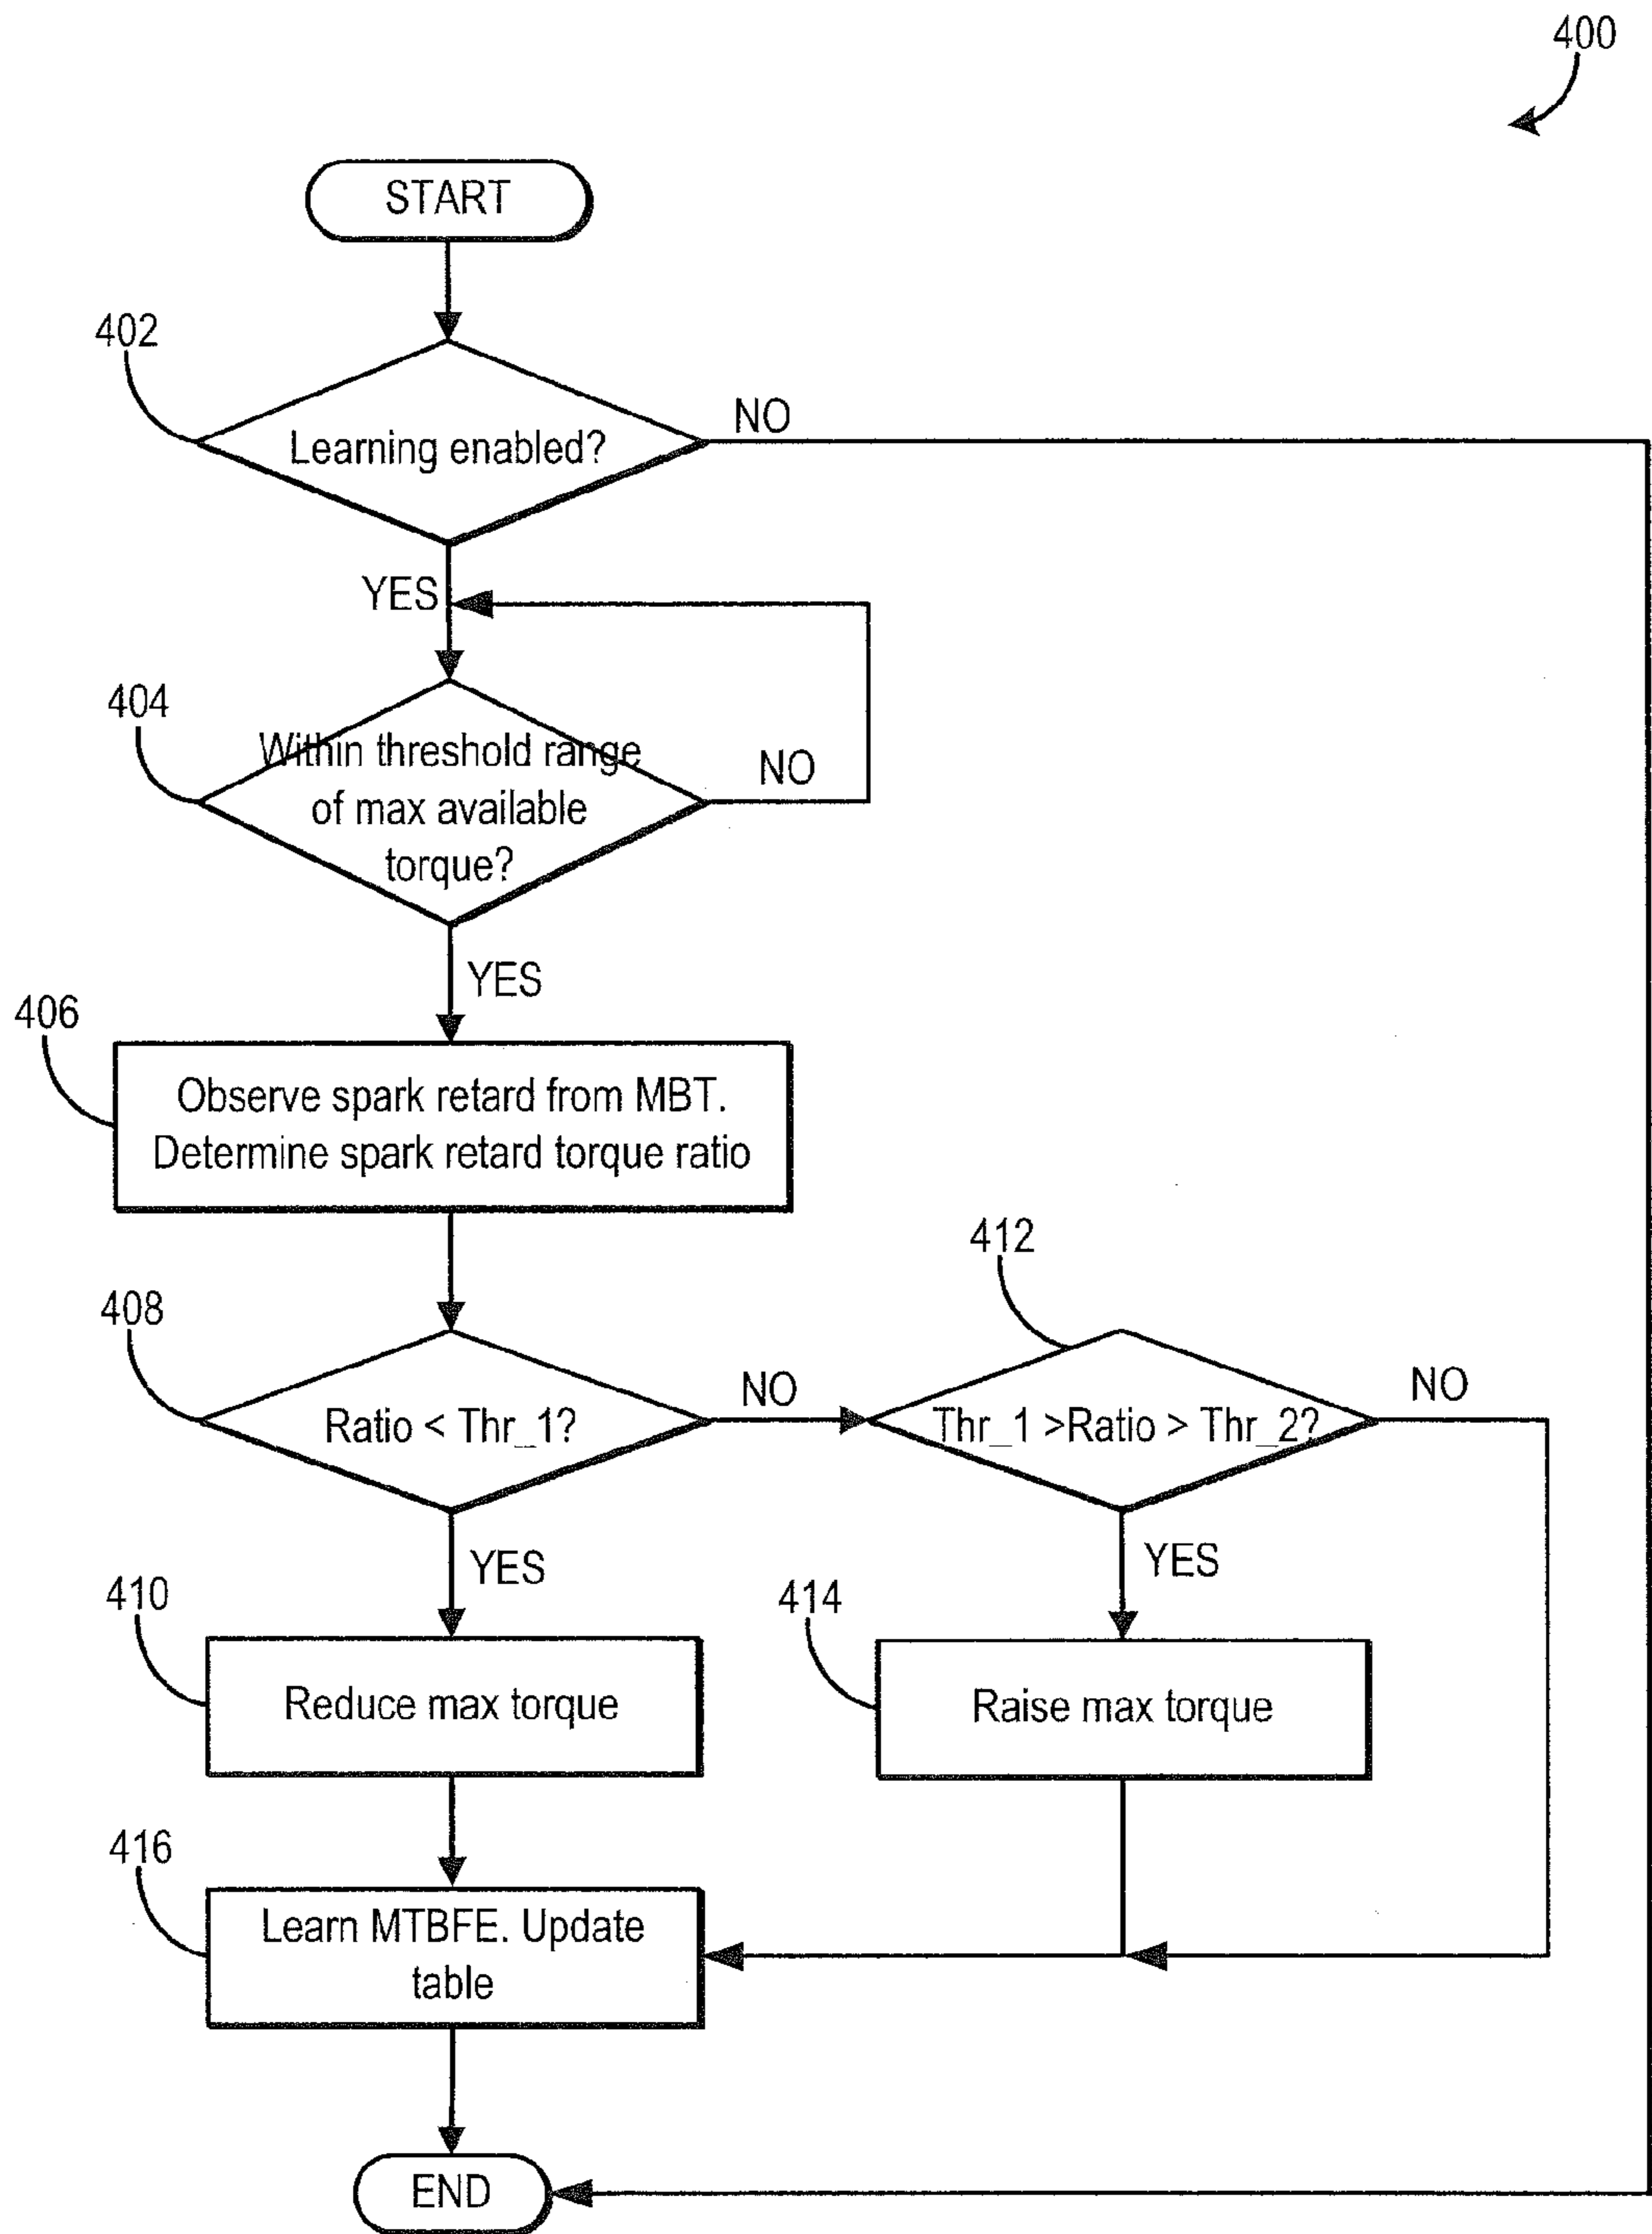 400
START
402
Learning enabled?
NO
YES
404
Within threshold range
of max available
torque?
NO
YES
406
Observe spark retard from MBT.
Determine spark retard torque ratio
408
Ratio < Thr_1?
NO
412
Thr_1 >Ratio > Thr_2?
NO
YES
YES
410
Reduce max torque
414
Raise max torque
416
Learn MTBFE. Update
table
END